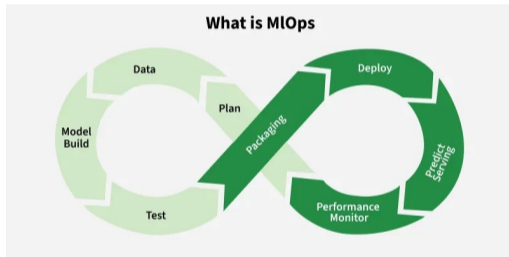 What is MlOps
Data
Plan
Model
Build
Test
Packaging
Deploy
Predict
Serving
Performance
Monitor